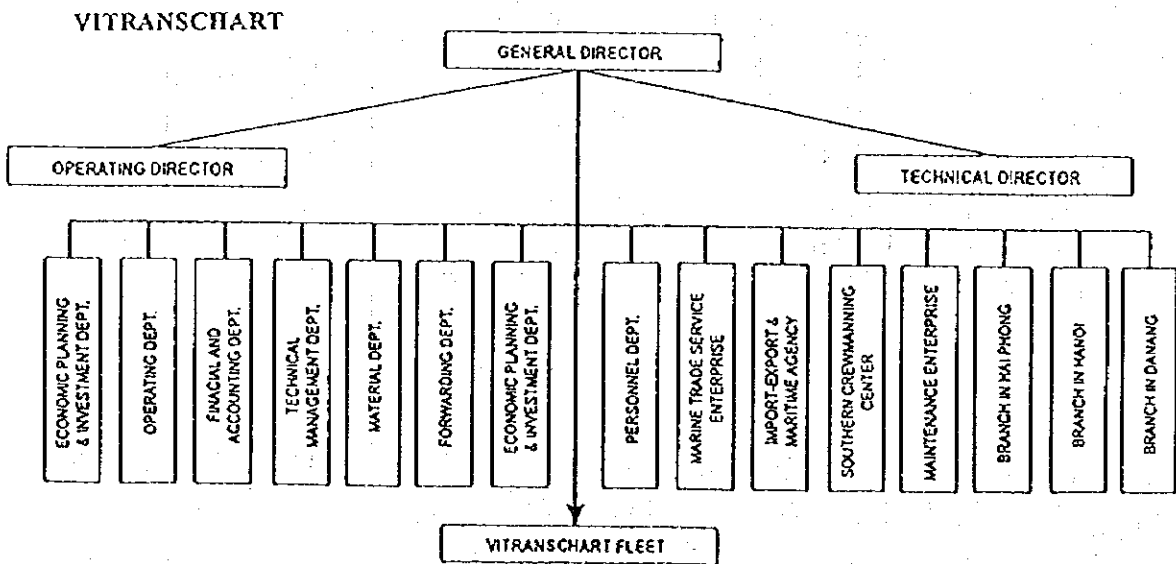 VITRANSCHART
GENERAL DIRECTOR
OPERATING DIRECTOR
TECHNICAL DIRECTOR
ECONOMIC PLANNING
& INVESTMENT DEPT.
OPERATING DEPT.
FINACIAL AND
ACCOUNTING DEPT.
TECHNICAL
MANAGEMENT DEPT.
MATERIAL DEPT.
FORWARDING DEPT.
ECONOMIC PLANNING
& INVESTMENT DEPT.
PERSONNEL DEPT.
MARINE TRADE SERVICE
ENTERPRISE
IMPORT-EXPORT &
MARITIME AGENCY
SOUTHERN CREWMANNING
CENTER
MAINTENANCE ENTERPRISE
BRANCH IN HAI PHONG
BRANCH IN HANOI
BRANCH IN DANANG
VITRANSCHART FLEET